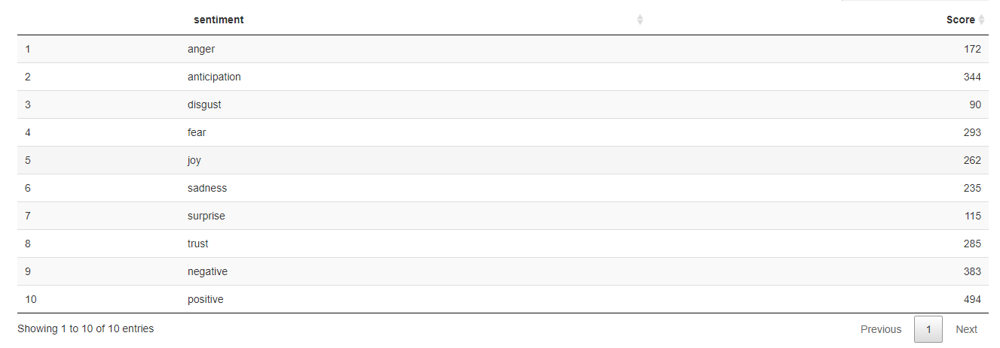 sentiment Score
1 anger 172
2 anticipation 344
3 disgust 90
4 fear 293
5 joy 262
6 sadness 235
7 surprise 115
8 trust 285
9 negative 383
10 positive 494
Showing 1 to 10 of 10 entries Previous 1 Next